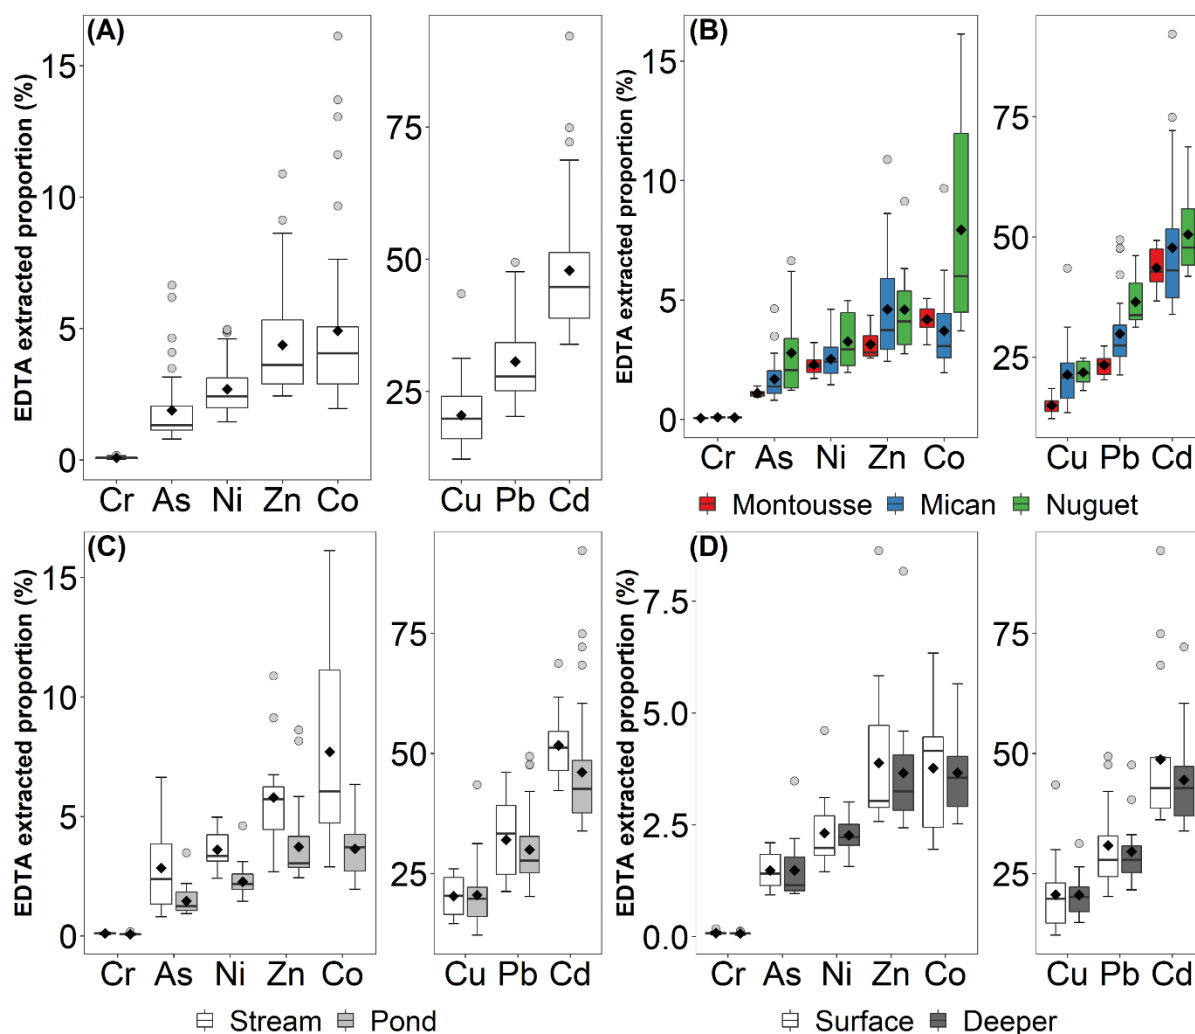 (A)
EDTA extracted proportion (%)
15
10
5
0
Cr As Ni Zn Co
75
50
25
Cu Pb Cd
(B)
EDTA extracted proportion (%)
15
10
5
0
Cr As Ni Zn Co
75
50
25
Cu Pb Cd
Montousse Mican Nuguet
(C)
EDTA extracted proportion (%)
15
10
5
0
Cr As Ni Zn Co
75
50
25
Cu Pb Cd
Stream Pond
(D)
EDTA extracted proportion (%)
7.5
5.0
2.5
0.0
Cr As Ni Zn Co
75
50
25
Cu Pb Cd
Surface Deeper